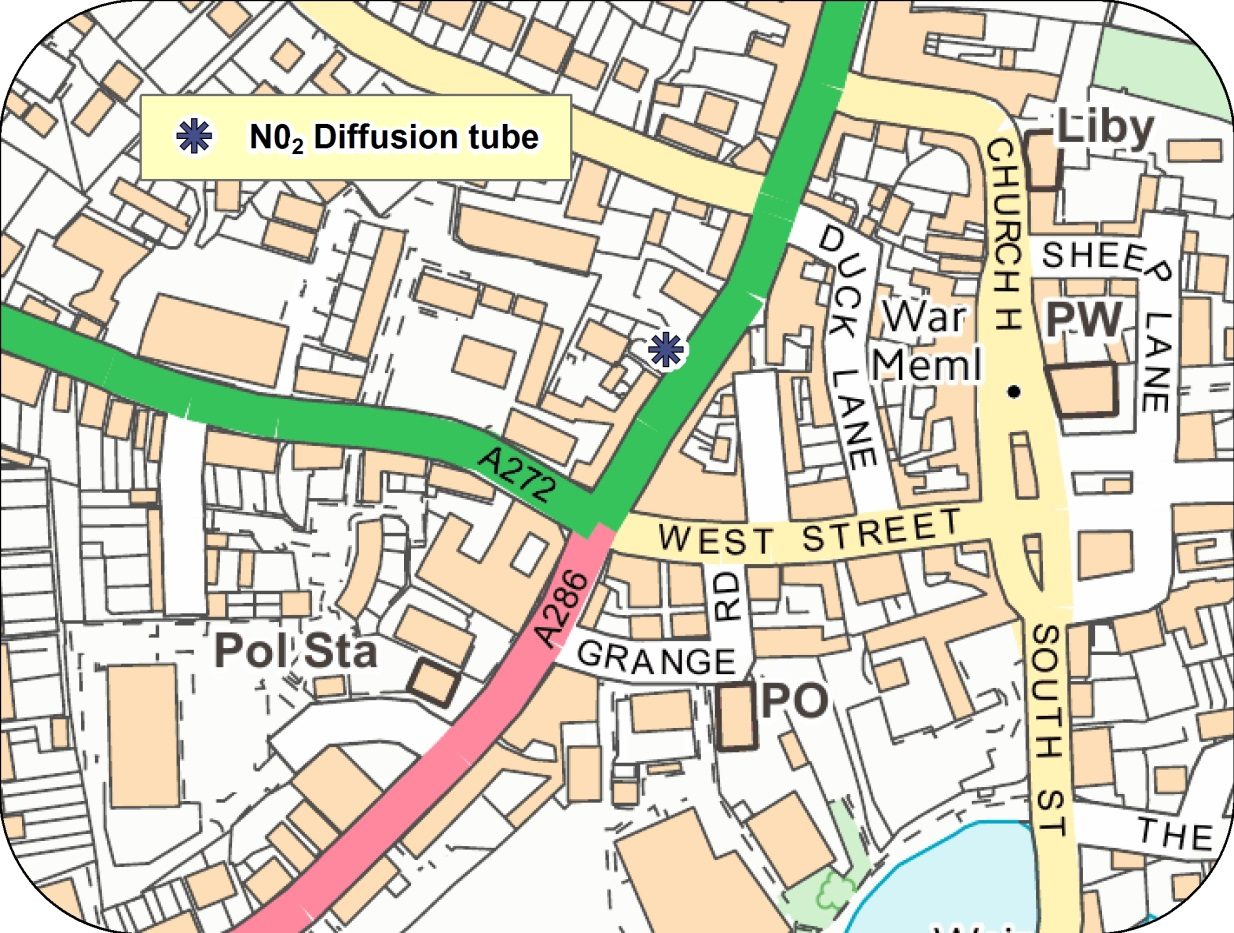 Liby
N0₂ Diffusion tube
CHURCH H
SHEEP LANE
DUCK LANE
War
Meml
PW
A272
WEST STREET
A286
RD
GRANGE
Pol Sta
PO
SOUTH ST
THE